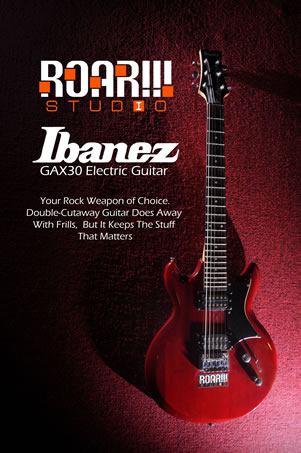 ROAR!!!
STUDIO
Ibanez
GAX30 Electric Guitar
Your Rock Weapon of Choice.
Double-Cutaway Guitar Does Away
With Frills, But It Keeps The Stuff
That Matters
ROAR!!!